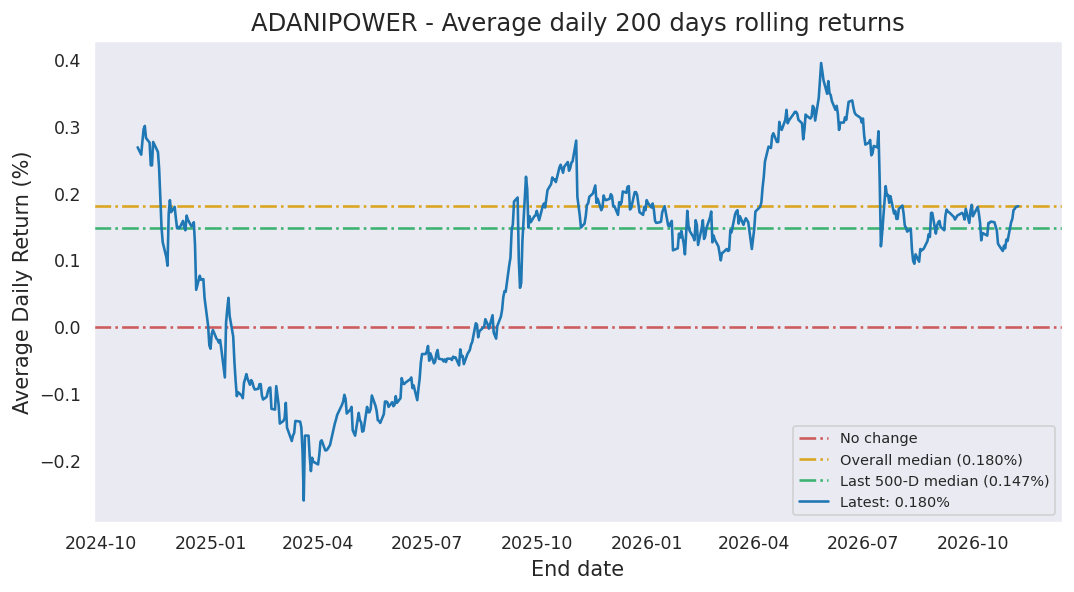 ADANIPOWER - Average daily 200 days rolling returns
Average Daily Return (%)
0.4
0.3
0.2
0.1
0.0
−0.1
−0.2
No change
Overall median (0.180%)
Last 500-D median (0.147%)
Latest: 0.180%
2024-10 2025-01 2025-04 2025-07 2025-10 2026-01 2026-04 2026-07 2026-10
End date